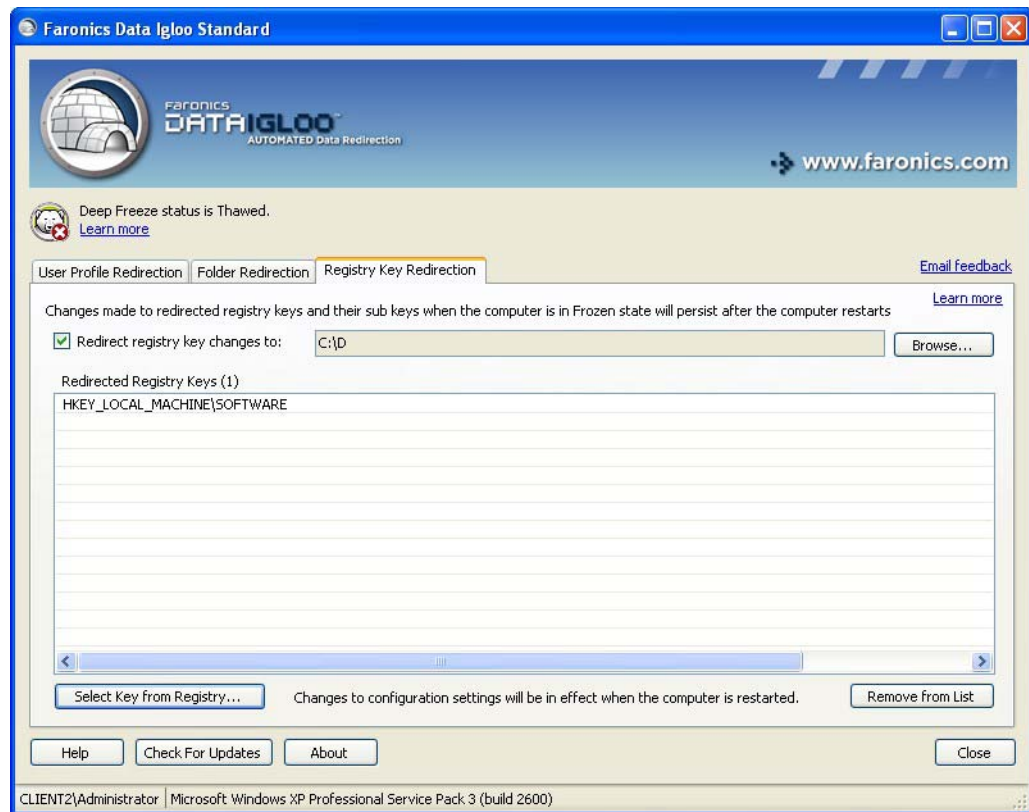 Faronics Data Igloo Standard
Faronics
DATAIGLOO™
AUTOMATED Data Redirection
www.faronics.com
Deep Freeze status is Thawed.
Learn more
User Profile Redirection Folder Redirection Registry Key Redirection
Email feedback
Learn more
Changes made to redirected registry keys and their sub keys when the computer is in Frozen state will persist after the computer restarts
Redirect registry key changes to: C:\D Browse...
Redirected Registry Keys (1)
HKEY_LOCAL_MACHINE\SOFTWARE
Select Key from Registry... Changes to configuration settings will be in effect when the computer is restarted. Remove from List
Help Check For Updates About Close
CLIENT2\Administrator Microsoft Windows XP Professional Service Pack 3 (build 2600)